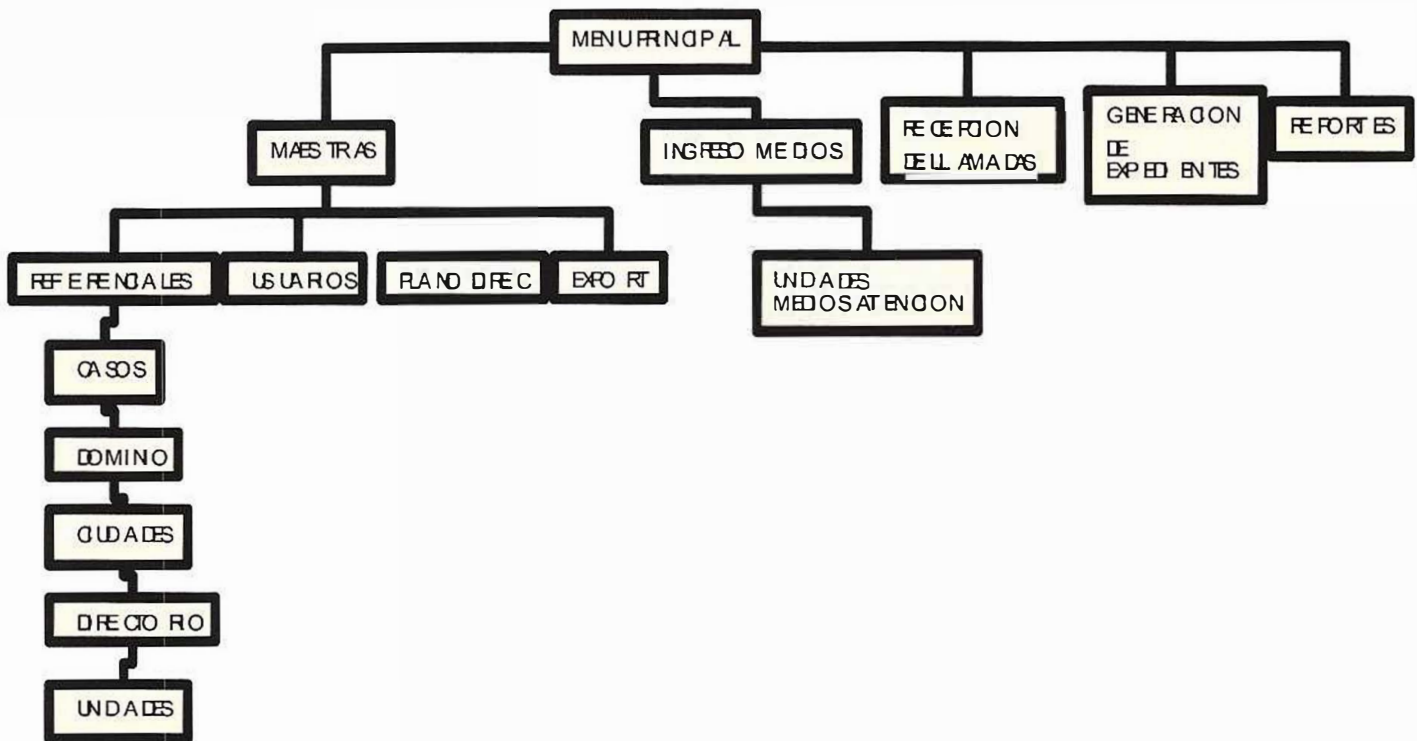 MENU PRINCIPAL
MAESTRAS
INGRESO MEDIOS
RECEPCION
DE LLAMADAS
GENERACION
DE
EXPEDIENTES
REPORTES
REFERENCIALES
USUARIOS
PLANO DIREC
EXPORT
UNIDADES
MEDIOS ATENCION
CASOS
DOMINIO
CIUDADES
DIRECTORIO
UNIDADES